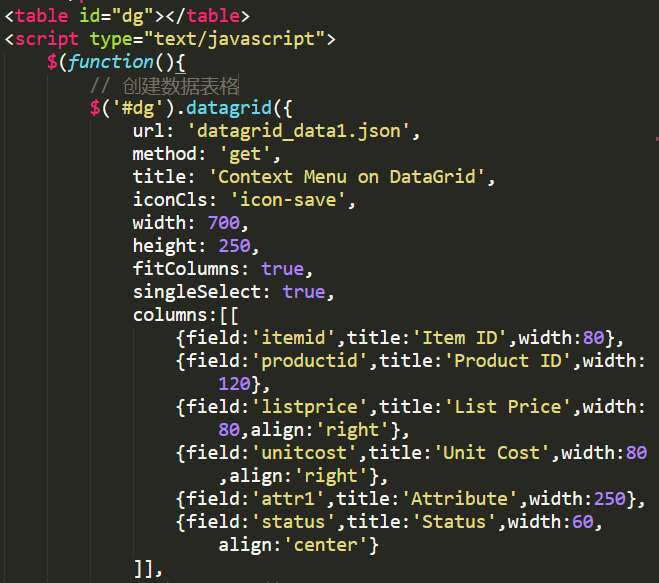 <table id="dg"></table>
<script type="text/javascript">
$(function(){
// 创建数据表格
$('#dg').datagrid({
url: 'datagrid_data1.json',
method: 'get',
title: 'Context Menu on DataGrid',
iconCls: 'icon-save',
width: 700,
height: 250,
fitColumns: true,
singleSelect: true,
columns:[[
{field:'itemid',title:'Item ID',width:80},
{field:'productid',title:'Product ID',width:
120},
{field:'listprice',title:'List Price',width:
80,align:'right'},
{field:'unitcost',title:'Unit Cost',width:80
,align:'right'},
{field:'attr1',title:'Attribute',width:250},
{field:'status',title:'Status',width:60,
align:'center'}
]],